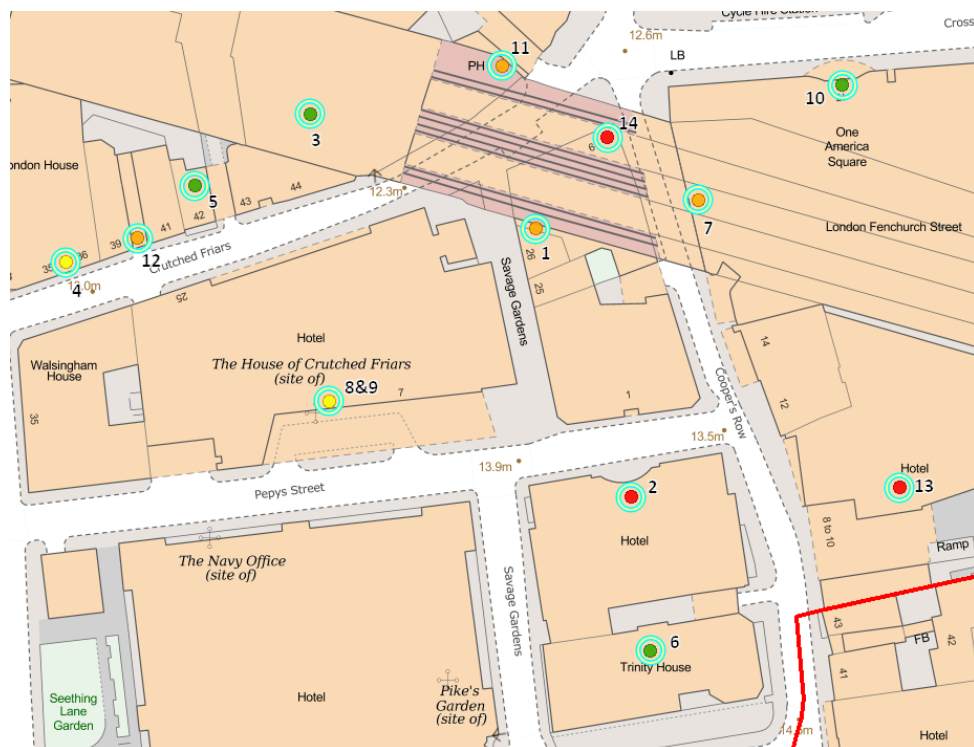 Cycle Hire Station
Cross
12.6m
11
PH
LB
10
3
14
6
One
America
Square
London House
5
12.3m
44
43
42
41
39
36
35
12
4
Crutched Friars
7
London Fenchurch Street
1
26
25
Savage Gardens
25
Hotel
The House of Crutched Friars
(site of)
8&9
7
Walsingham
House
35
14
12
Cooper's Row
1
13.5m
13.9m
Pepys Street
2
Hotel
Hotel
13
8 to 10
Ramp
The Navy Office
(site of)
Savage Gardens
6
Trinity House
43
FB
42
41
Hotel
Pike's
Garden
(site of)
Seething
Lane
Garden
Hotel